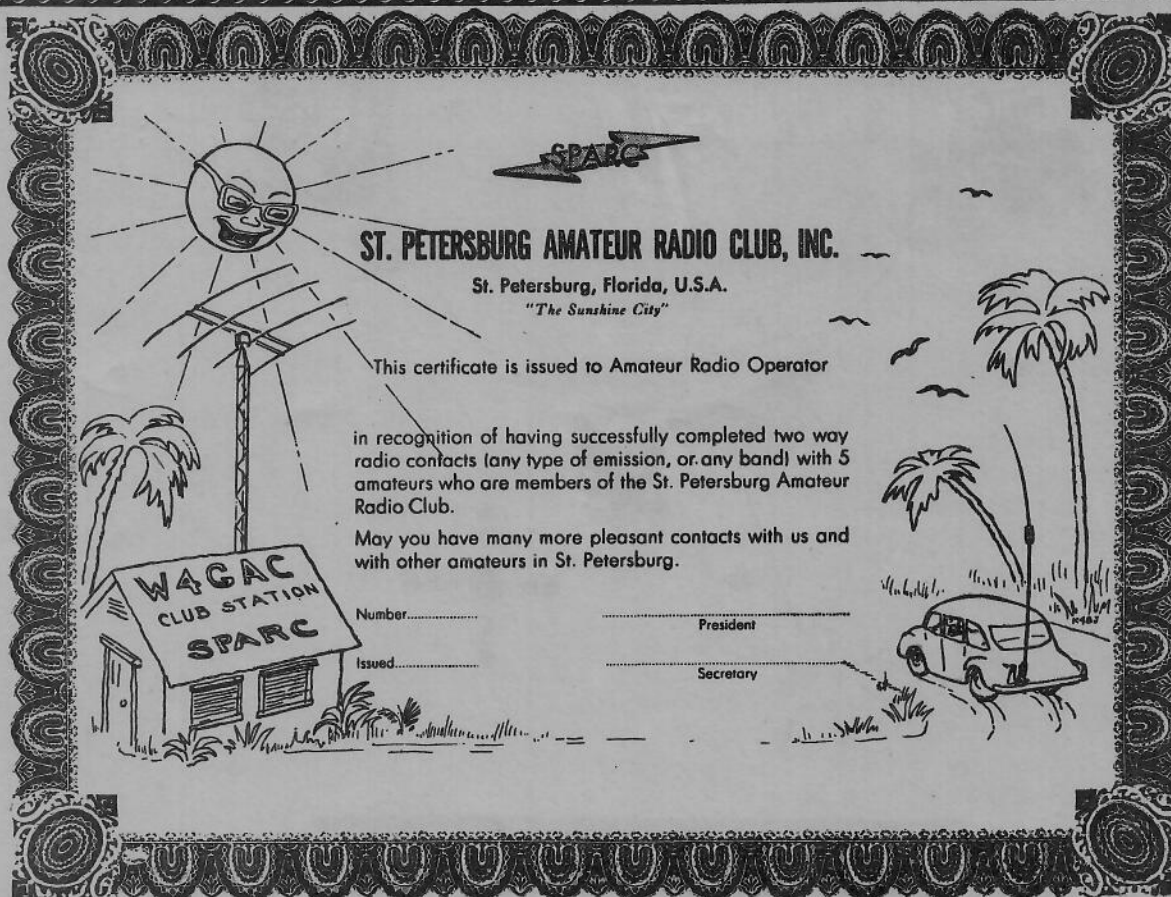 SPARC
ST. PETERSBURG AMATEUR RADIO CLUB, INC.
St. Petersburg, Florida, U.S.A.
"The Sunshine City"
This certificate is issued to Amateur Radio Operator
in recognition of having successfully completed two way
radio contacts (any type of emission, or any band) with 5
amateurs who are members of the St. Petersburg Amateur
Radio Club.
May you have many more pleasant contacts with us and
with other amateurs in St. Petersburg.
W4GAC
CLUB STATION
SPARC
Number
President
Issued
Secretary